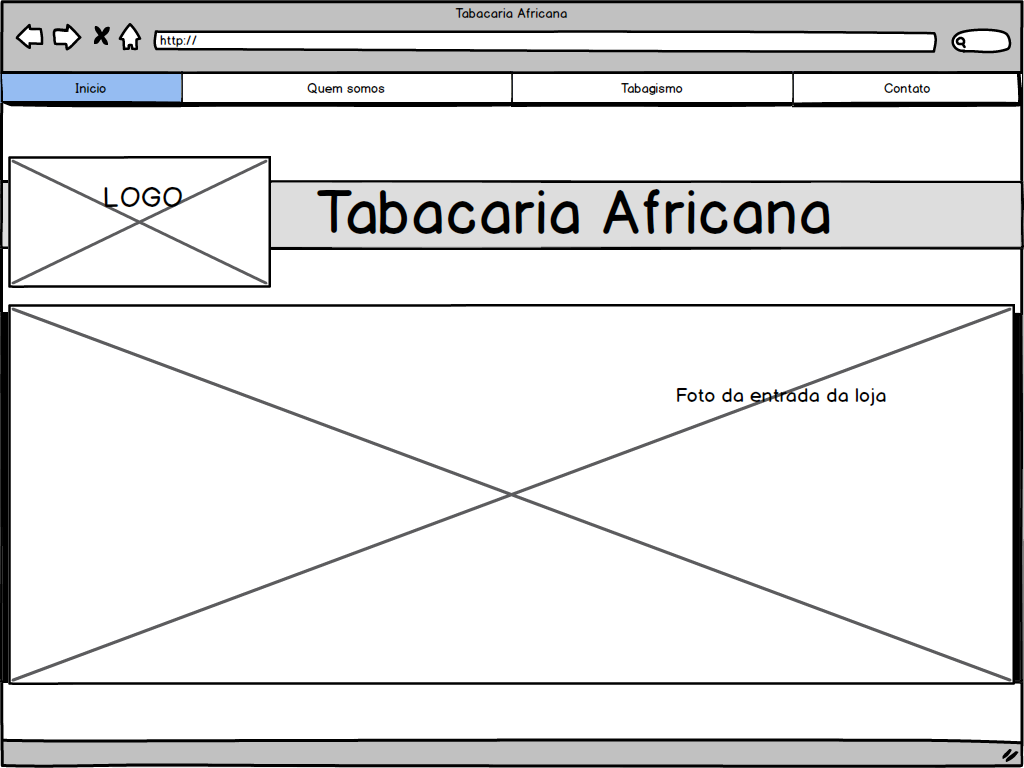 Tabacaria Africana
http://
Inicio
Quem somos
Tabagismo
Contato
LOGO
Tabacaria Africana
Foto da entrada da loja